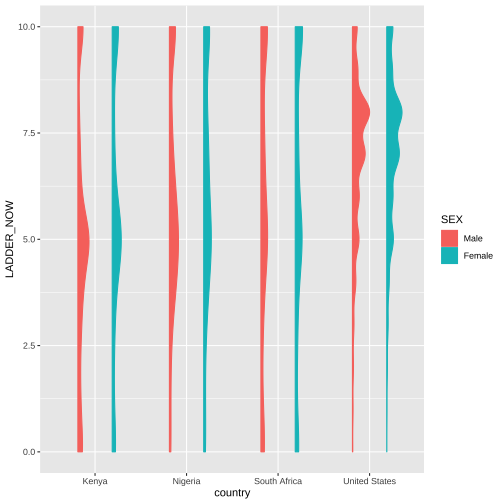 10.0
7.5
5.0
2.5
0.0
LADDER_NOW
Kenya
Nigeria
South Africa
United States
country
SEX
Male
Female